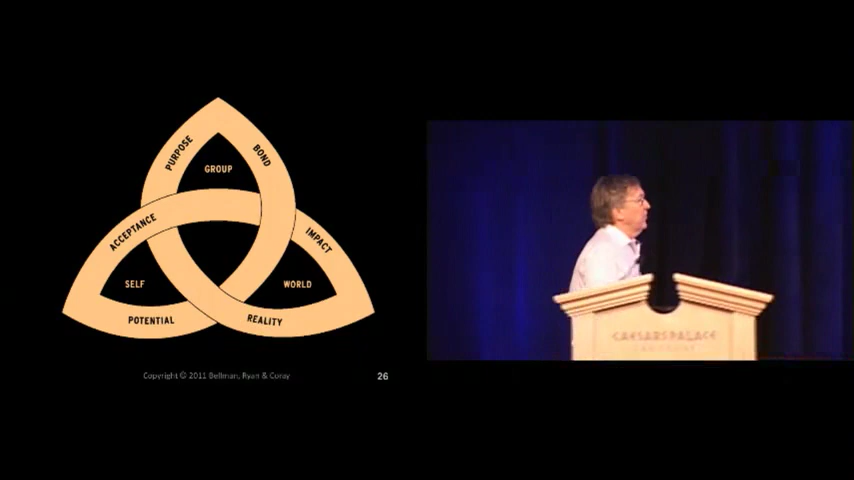 PURPOSE
BOND
GROUP
ACCEPTANCE
IMPACT
SELF
WORLD
POTENTIAL
REALITY
Copyright © 2011 Bellman, Ryan & Coray
26
CAESARS PALACE